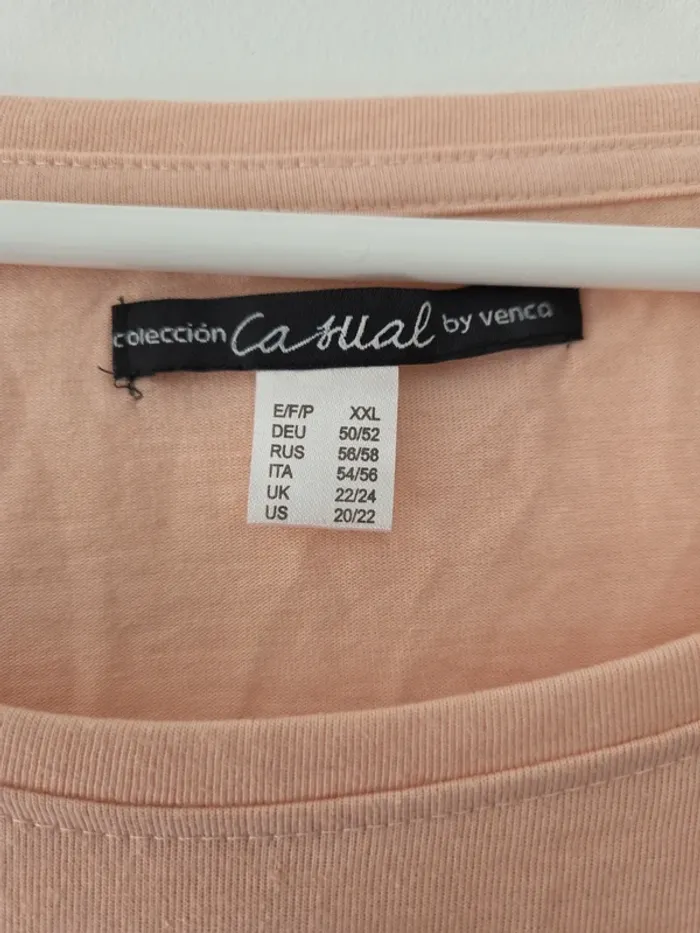 colección Casual by venca
E/F/P XXL
DEU 50/52
RUS 56/58
ITA 54/56
UK 22/24
US 20/22